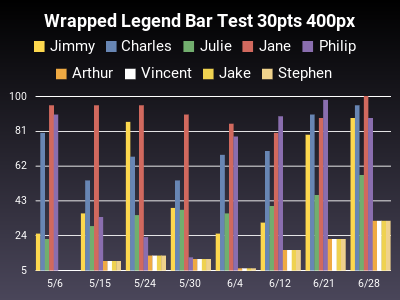 Wrapped Legend Bar Test 30pts 400px
Jimmy Charles Julie Jane Philip
Arthur Vincent Jake Stephen
100
81
62
43
24
5
5/6 5/15 5/24 5/30 6/4 6/12 6/21 6/28